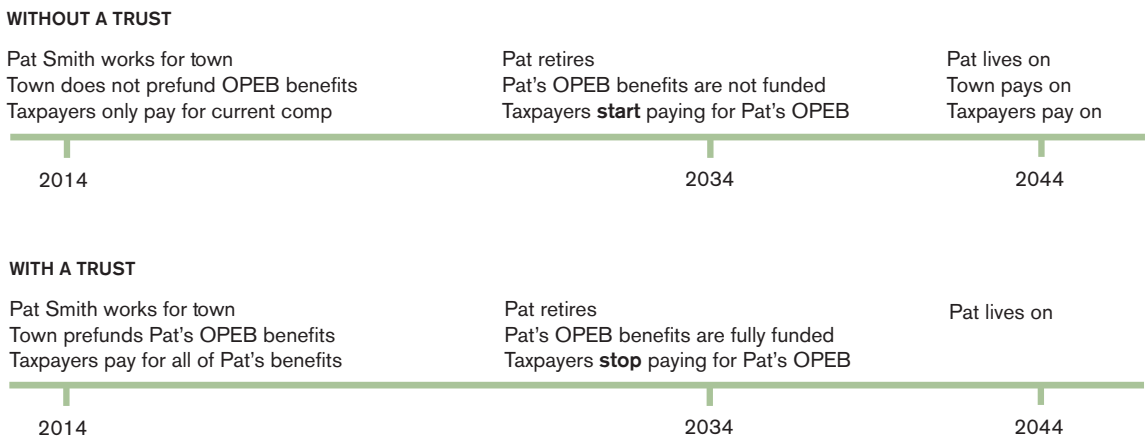 WITHOUT A TRUST
Pat Smith works for town
Town does not prefund OPEB benefits
Taxpayers only pay for current comp
Pat retires
Pat’s OPEB benefits are not funded
Taxpayers start paying for Pat’s OPEB
Pat lives on
Town pays on
Taxpayers pay on
2014
2034
2044
WITH A TRUST
Pat Smith works for town
Town prefunds Pat’s OPEB benefits
Taxpayers pay for all of Pat’s benefits
Pat retires
Pat’s OPEB benefits are fully funded
Taxpayers stop paying for Pat’s OPEB
Pat lives on
2014
2034
2044